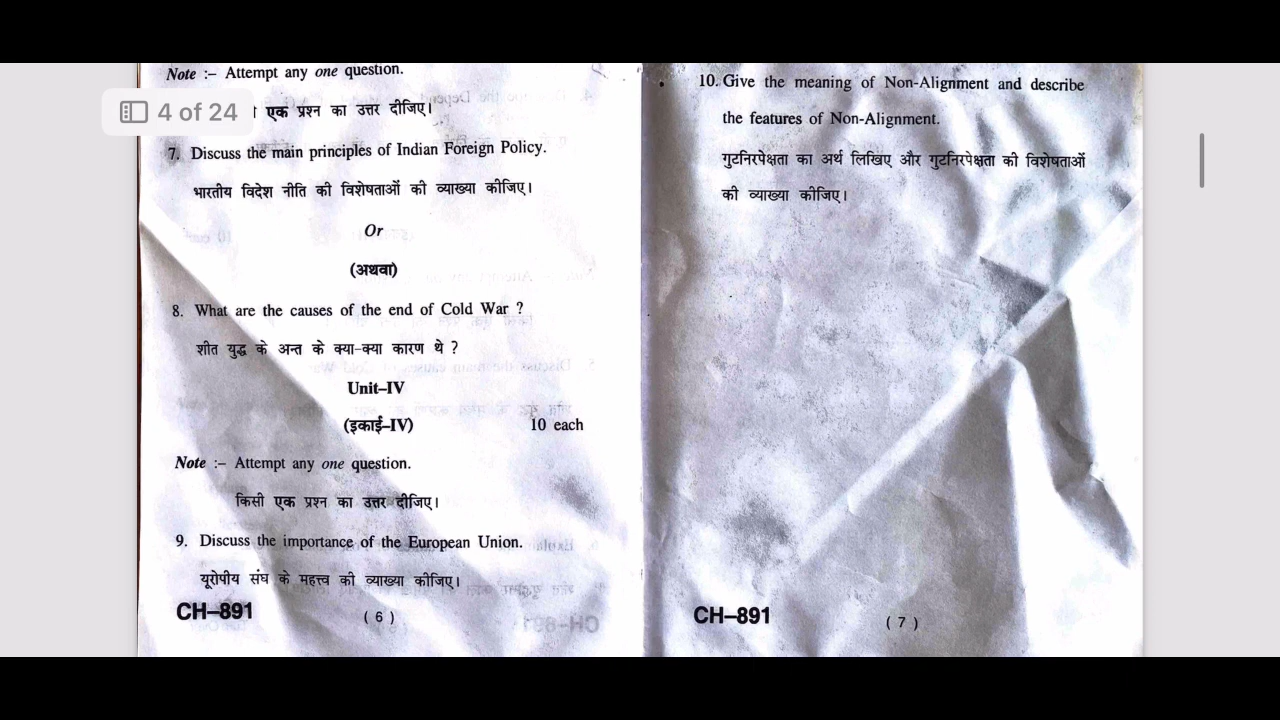 Note :– Attempt any one question.
4 of 24
एक प्रश्न का उत्तर दीजिए।
7. Discuss the main principles of Indian Foreign Policy.
भारतीय विदेश नीति की विशेषताओं की व्याख्या कीजिए।
Or
(अथवा)
8. What are the causes of the end of Cold War ?
शीत युद्ध के अन्त के क्या-क्या कारण थे ?
Unit–IV
(इकाई–IV) 10 each
Note :– Attempt any one question.
किसी एक प्रश्न का उत्तर दीजिए।
9. Discuss the importance of the European Union.
यूरोपीय संघ के महत्त्व की व्याख्या कीजिए।
CH–891 ( 6 )
10. Give the meaning of Non-Alignment and describe
the features of Non-Alignment.
गुटनिरपेक्षता का अर्थ लिखिए और गुटनिरपेक्षता की विशेषताओं
की व्याख्या कीजिए।
CH–891 ( 7 )